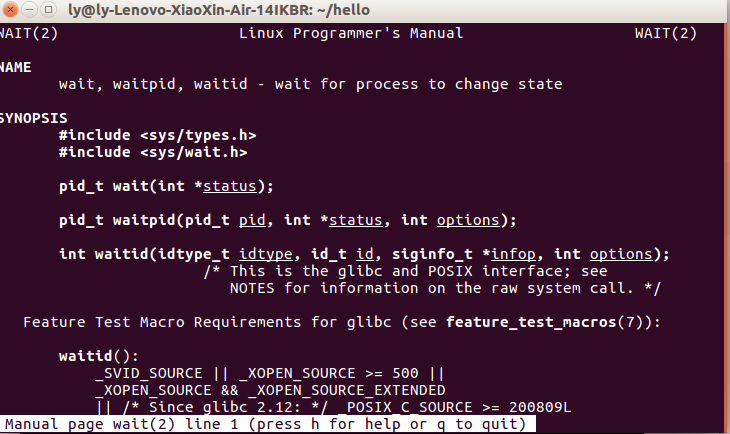 ly@ly-Lenovo-XiaoXin-Air-14IKBR: ~/hello
WAIT(2) Linux Programmer's Manual WAIT(2)
NAME
wait, waitpid, waitid - wait for process to change state
SYNOPSIS
#include <sys/types.h>
#include <sys/wait.h>
pid_t wait(int *status);
pid_t waitpid(pid_t pid, int *status, int options);
int waitid(idtype_t idtype, id_t id, siginfo_t *infop, int options);
/* This is the glibc and POSIX interface; see
NOTES for information on the raw system call. */
Feature Test Macro Requirements for glibc (see feature_test_macros(7)):
waitid():
_SVID_SOURCE || _XOPEN_SOURCE >= 500 ||
_XOPEN_SOURCE && _XOPEN_SOURCE_EXTENDED
|| /* Since glibc 2.12: */ _POSIX_C_SOURCE >= 200809L
Manual page wait(2) line 1 (press h for help or q to quit)